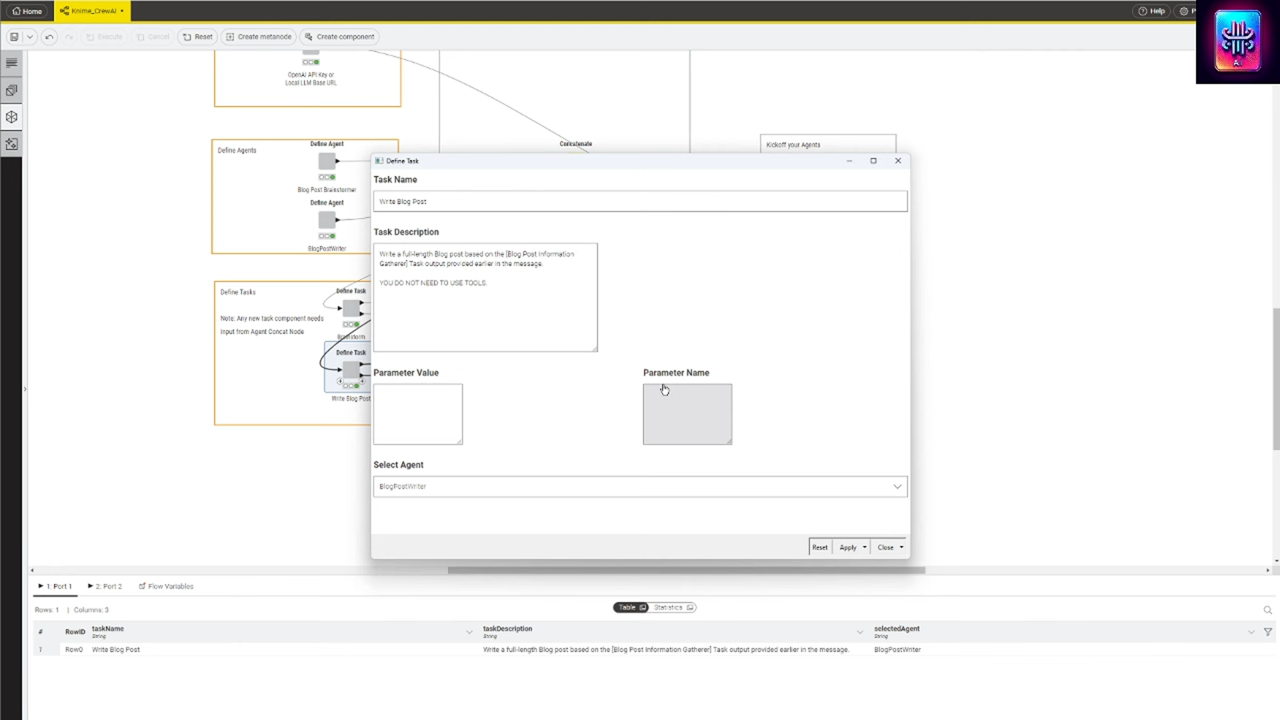 Home
Knime_CrewAI
Help
Execute
Cancel
Reset
Create metanode
Create component
A.I
OpenAI API Key or
Local LLM Base URL
Define Agents
Define Agent
Blog Post Brainstormer
Define Agent
BlogPostWriter
Concatenate
Kickoff your Agents
Define Tasks
Note: Any new task component needs
input from Agent Concat Node
Define Task
Brainstorm
Define Task
Write Blog Post
Define Task
Task Name
Write Blog Post
Task Description
Write a full-length Blog post based on the [Blog Post Information
Gatherer] Task output provided earlier in the message.
YOU DO NOT NEED TO USE TOOLS.
Parameter Value
Parameter Name
Select Agent
BlogPostWriter
Reset
Apply
Close
1: Port 1
2: Port 2
Flow Variables
Rows: 1 | Columns: 3
Table
Statistics
# RowID taskName taskDescription selectedAgent
String String String
1 Row0 Write Blog Post Write a full-length Blog post based on the [Blog Post Information Gatherer] Task output provided earlier in the message. BlogPostWriter